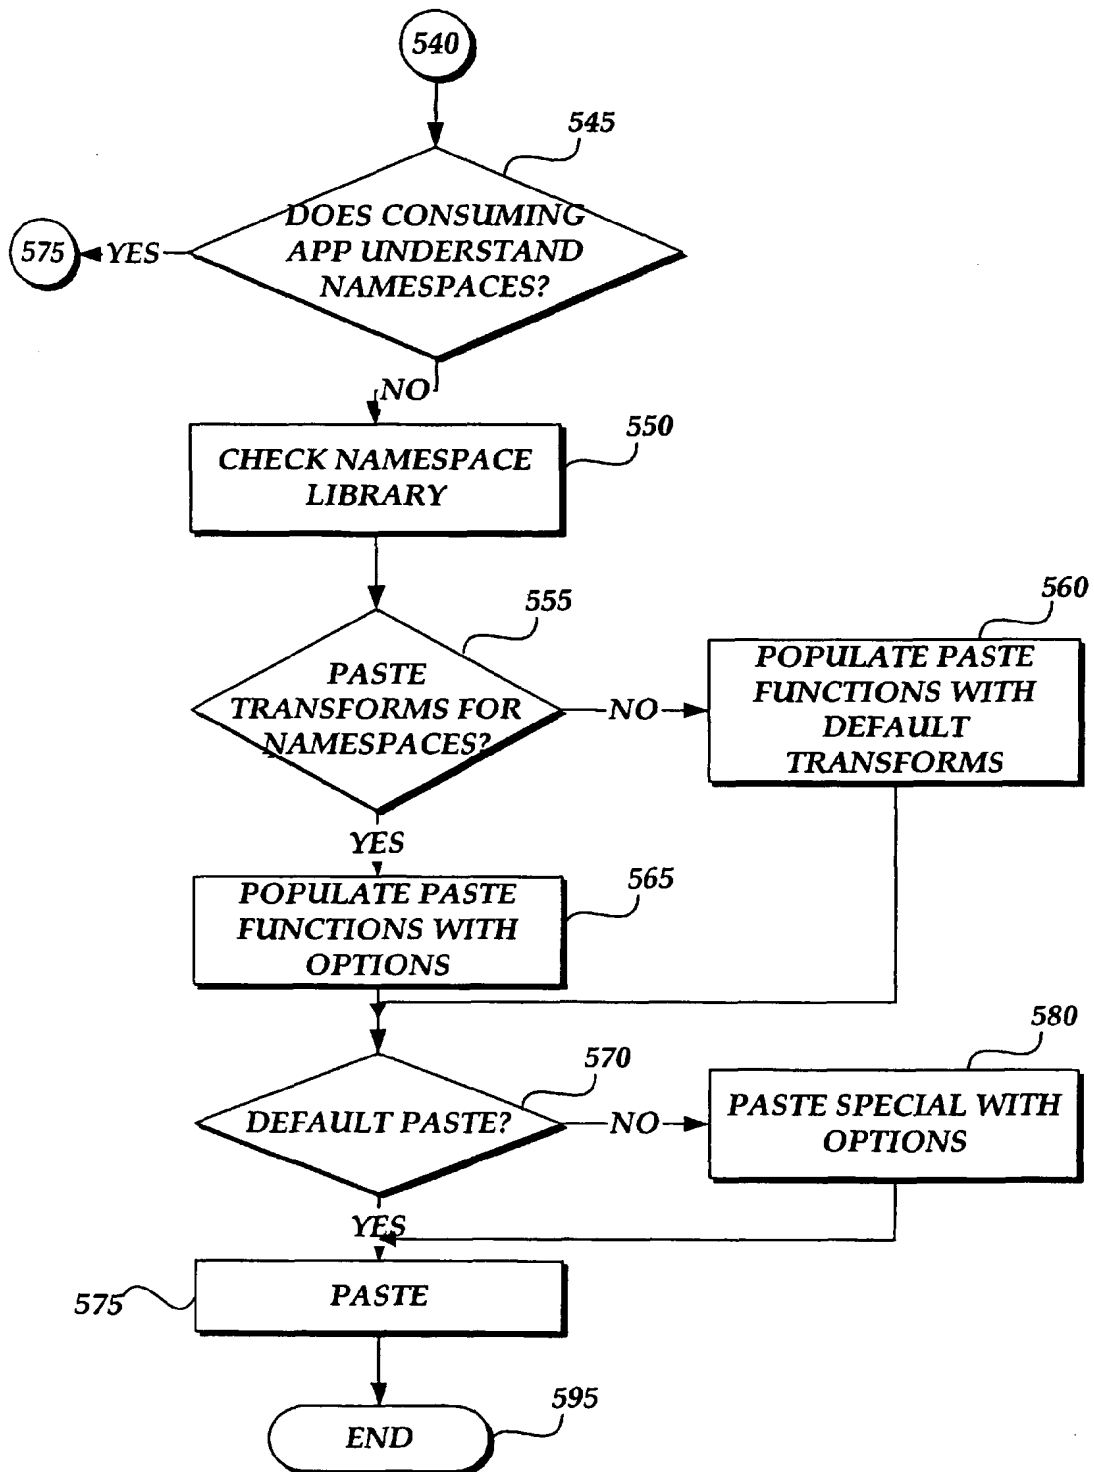 540
545
DOES CONSUMING
APP UNDERSTAND
NAMESPACES?
575
YES
NO
550
CHECK NAMESPACE
LIBRARY
555
PASTE
TRANSFORMS FOR
NAMESPACES?
NO
560
POPULATE PASTE
FUNCTIONS WITH
DEFAULT
TRANSFORMS
YES
565
POPULATE PASTE
FUNCTIONS WITH
OPTIONS
570
DEFAULT PASTE?
NO
580
PASTE SPECIAL WITH
OPTIONS
YES
575
PASTE
595
END